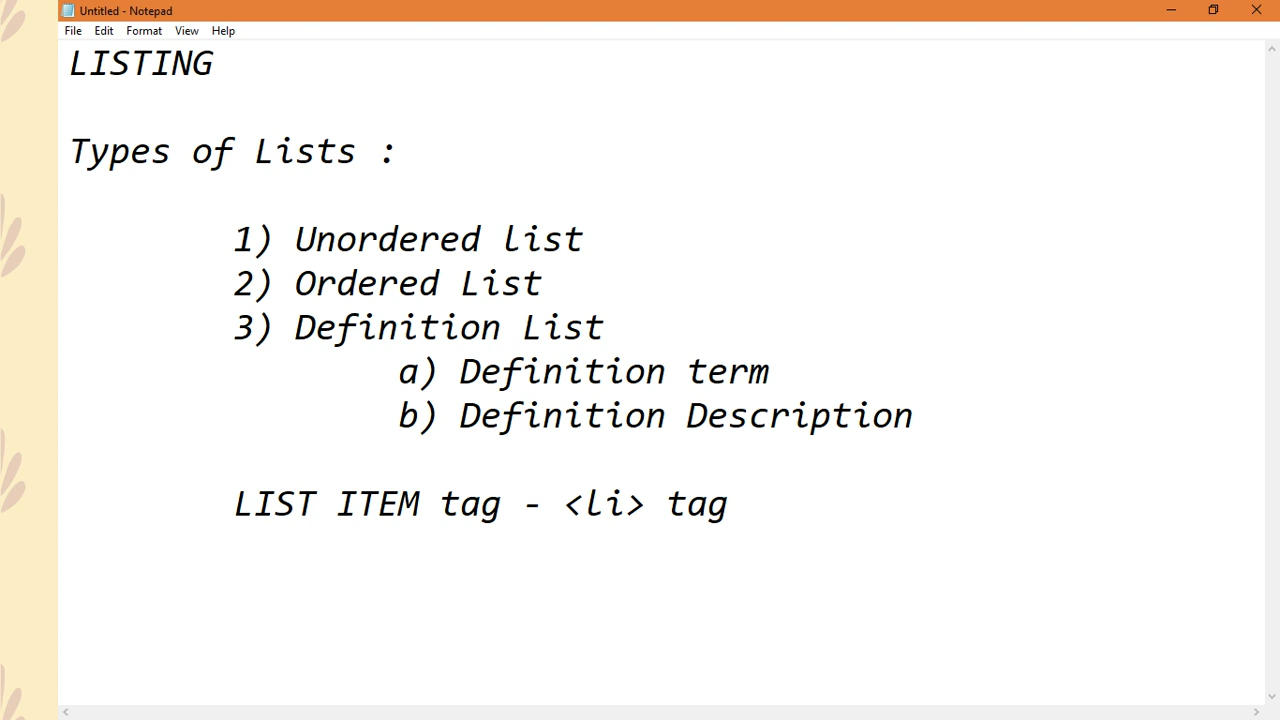 Untitled - Notepad
File Edit Format View Help
LISTING
Types of Lists :
1) Unordered list
2) Ordered List
3) Definition List
a) Definition term
b) Definition Description
LIST ITEM tag - <li> tag